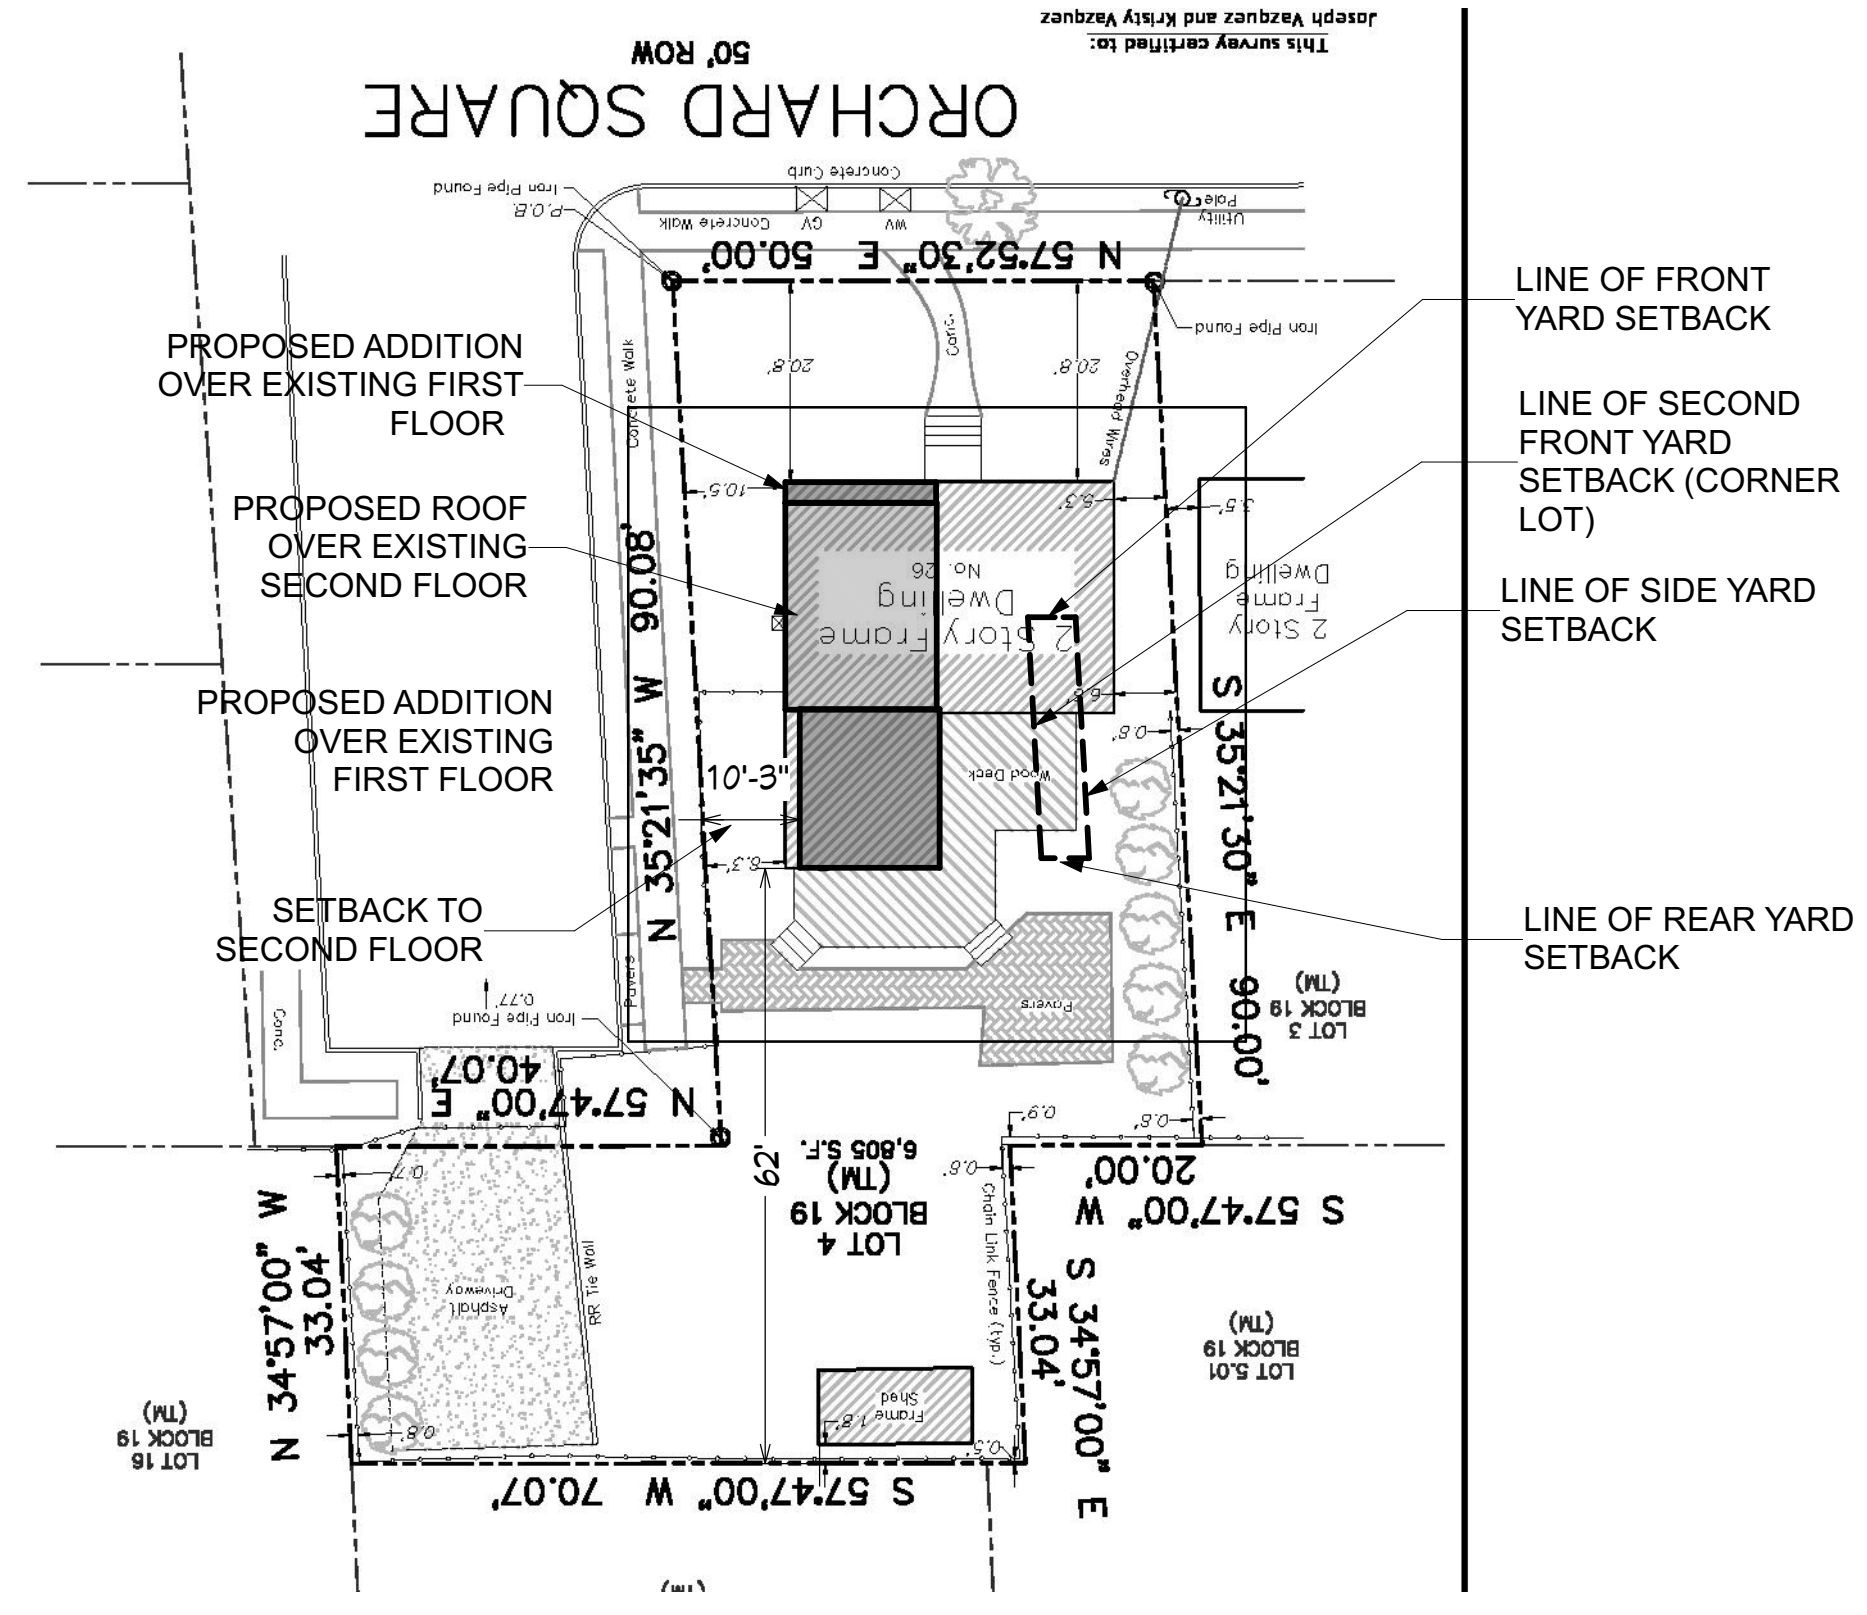 This survey certified to:
Joseph Vazquez and Kristy Vazquez
50' ROW
ORCHARD SQUARE
Concrete Curb
Iron Pipe Found
P.O.B.
Concrete Walk
GV
WV
Utility
Pole
N 57°52'30" E 50.00'
Iron Pipe Found
LINE OF FRONT
YARD SETBACK
PROPOSED ADDITION
OVER EXISTING FIRST
FLOOR
Concrete Walk
20.8'
Conc.
20.8'
Overhead Wires
LINE OF SECOND
FRONT YARD
SETBACK (CORNER
LOT)
10.5'
5.3'
3.5'
PROPOSED ROOF
OVER EXISTING
SECOND FLOOR
2 Story Frame
Dwelling
No. 26
2 Story
Frame
Dwelling
LINE OF SIDE YARD
SETBACK
N 35°21'35" W 90.08'
6.6'
S 35°21'30" E 90.00'
PROPOSED ADDITION
OVER EXISTING
FIRST FLOOR
10'-3"
Wood Deck
0.8'
8.3'
SETBACK TO
SECOND FLOOR
LINE OF REAR YARD
SETBACK
Pavers
Pavers
Conc.
0.77'
Iron Pipe Found
LOT 3
BLOCK 19
(TM)
N 57°47'00" E
40.07'
62'
LOT 4
BLOCK 19
(TM)
6,805 S.F.
0.9'
0.8'
0.8'
S 57°47'00" W
20.00'
0.7'
N 34°57'00" W
33.04'
Asphalt
Driveway
RR Tie Wall
Chain Link Fence (typ.)
S 34°57'00" E
33.04'
LOT 5.01
BLOCK 19
(TM)
Frame
Shed
1.8'
0.5'
0.8'
LOT 16
BLOCK 19
(TM)
S 57°47'00" W 70.07'
(TM)